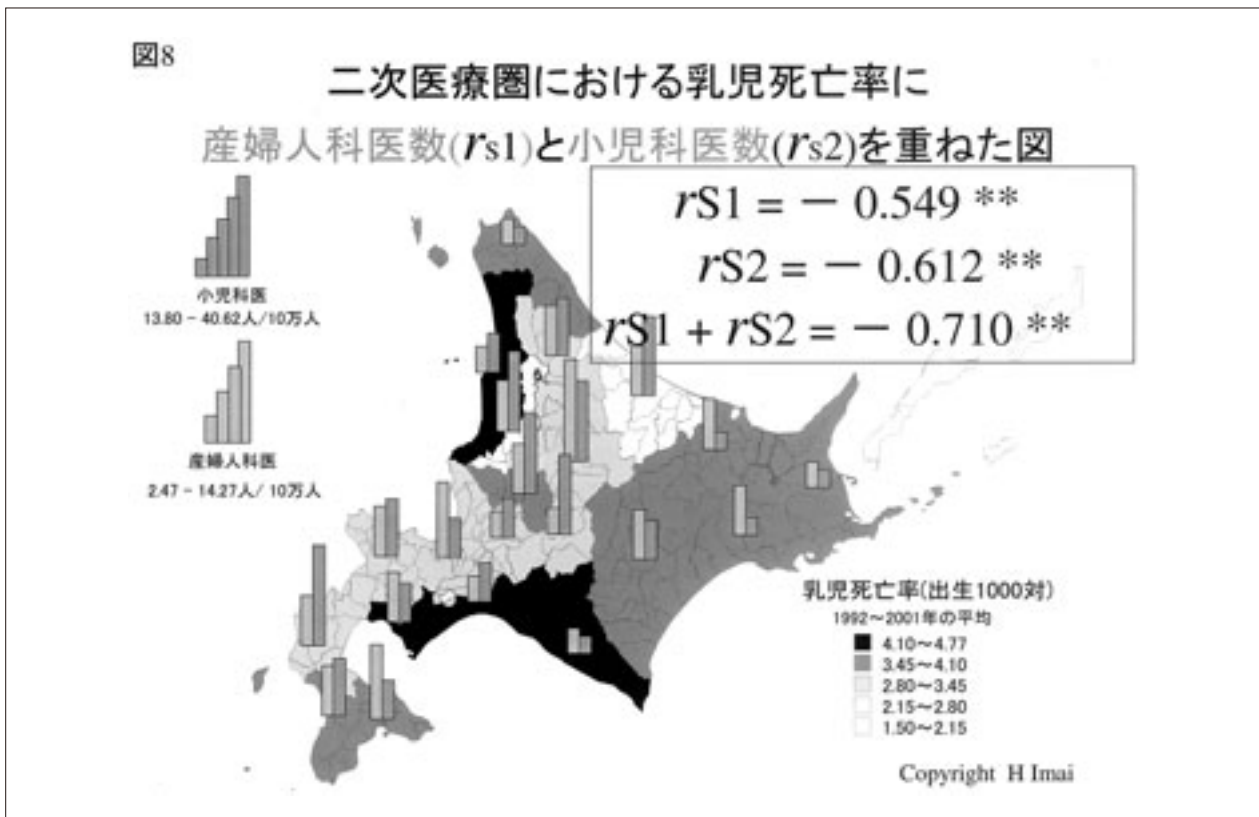 図8
二次医療圏における乳児死亡率に
産婦人科医数(rs1)と小児科医数(rs2)を重ねた図
rS1 = － 0.549 **
rS2 = － 0.612 **
rS1 + rS2 = － 0.710 **
小児科医
13.80 － 40.62人/10万人
産婦人科医
2.47 － 14.27人/ 10万人
乳児死亡率(出生1000対)
1992～2001年の平均
4.10～4.77
3.45～4.10
2.80～3.45
2.15～2.80
1.50～2.15
Copyright H Imai